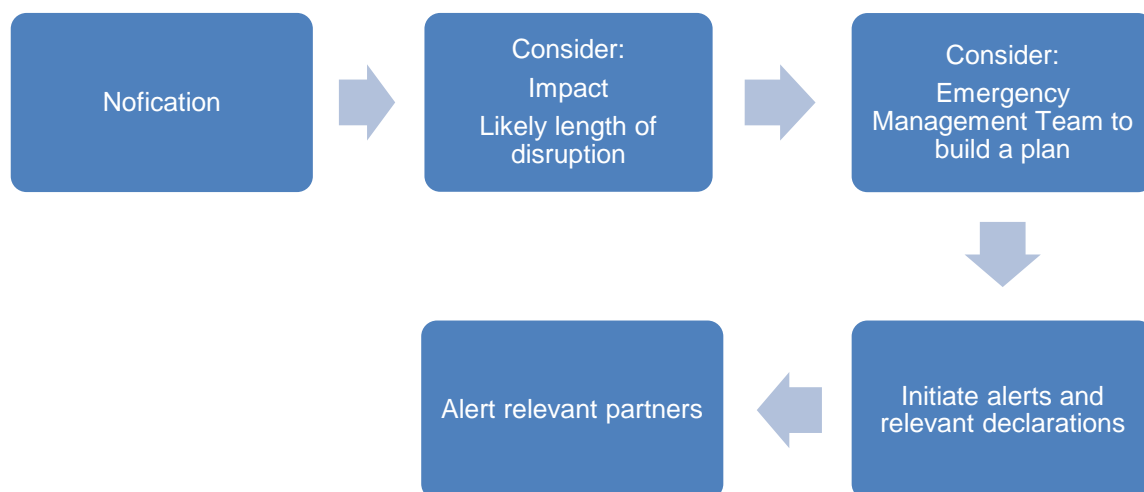 Nofication
Consider:
Impact
Likely length of
disruption
Consider:
Emergency
Management Team to
build a plan
Initiate alerts and
relevant declarations
Alert relevant partners